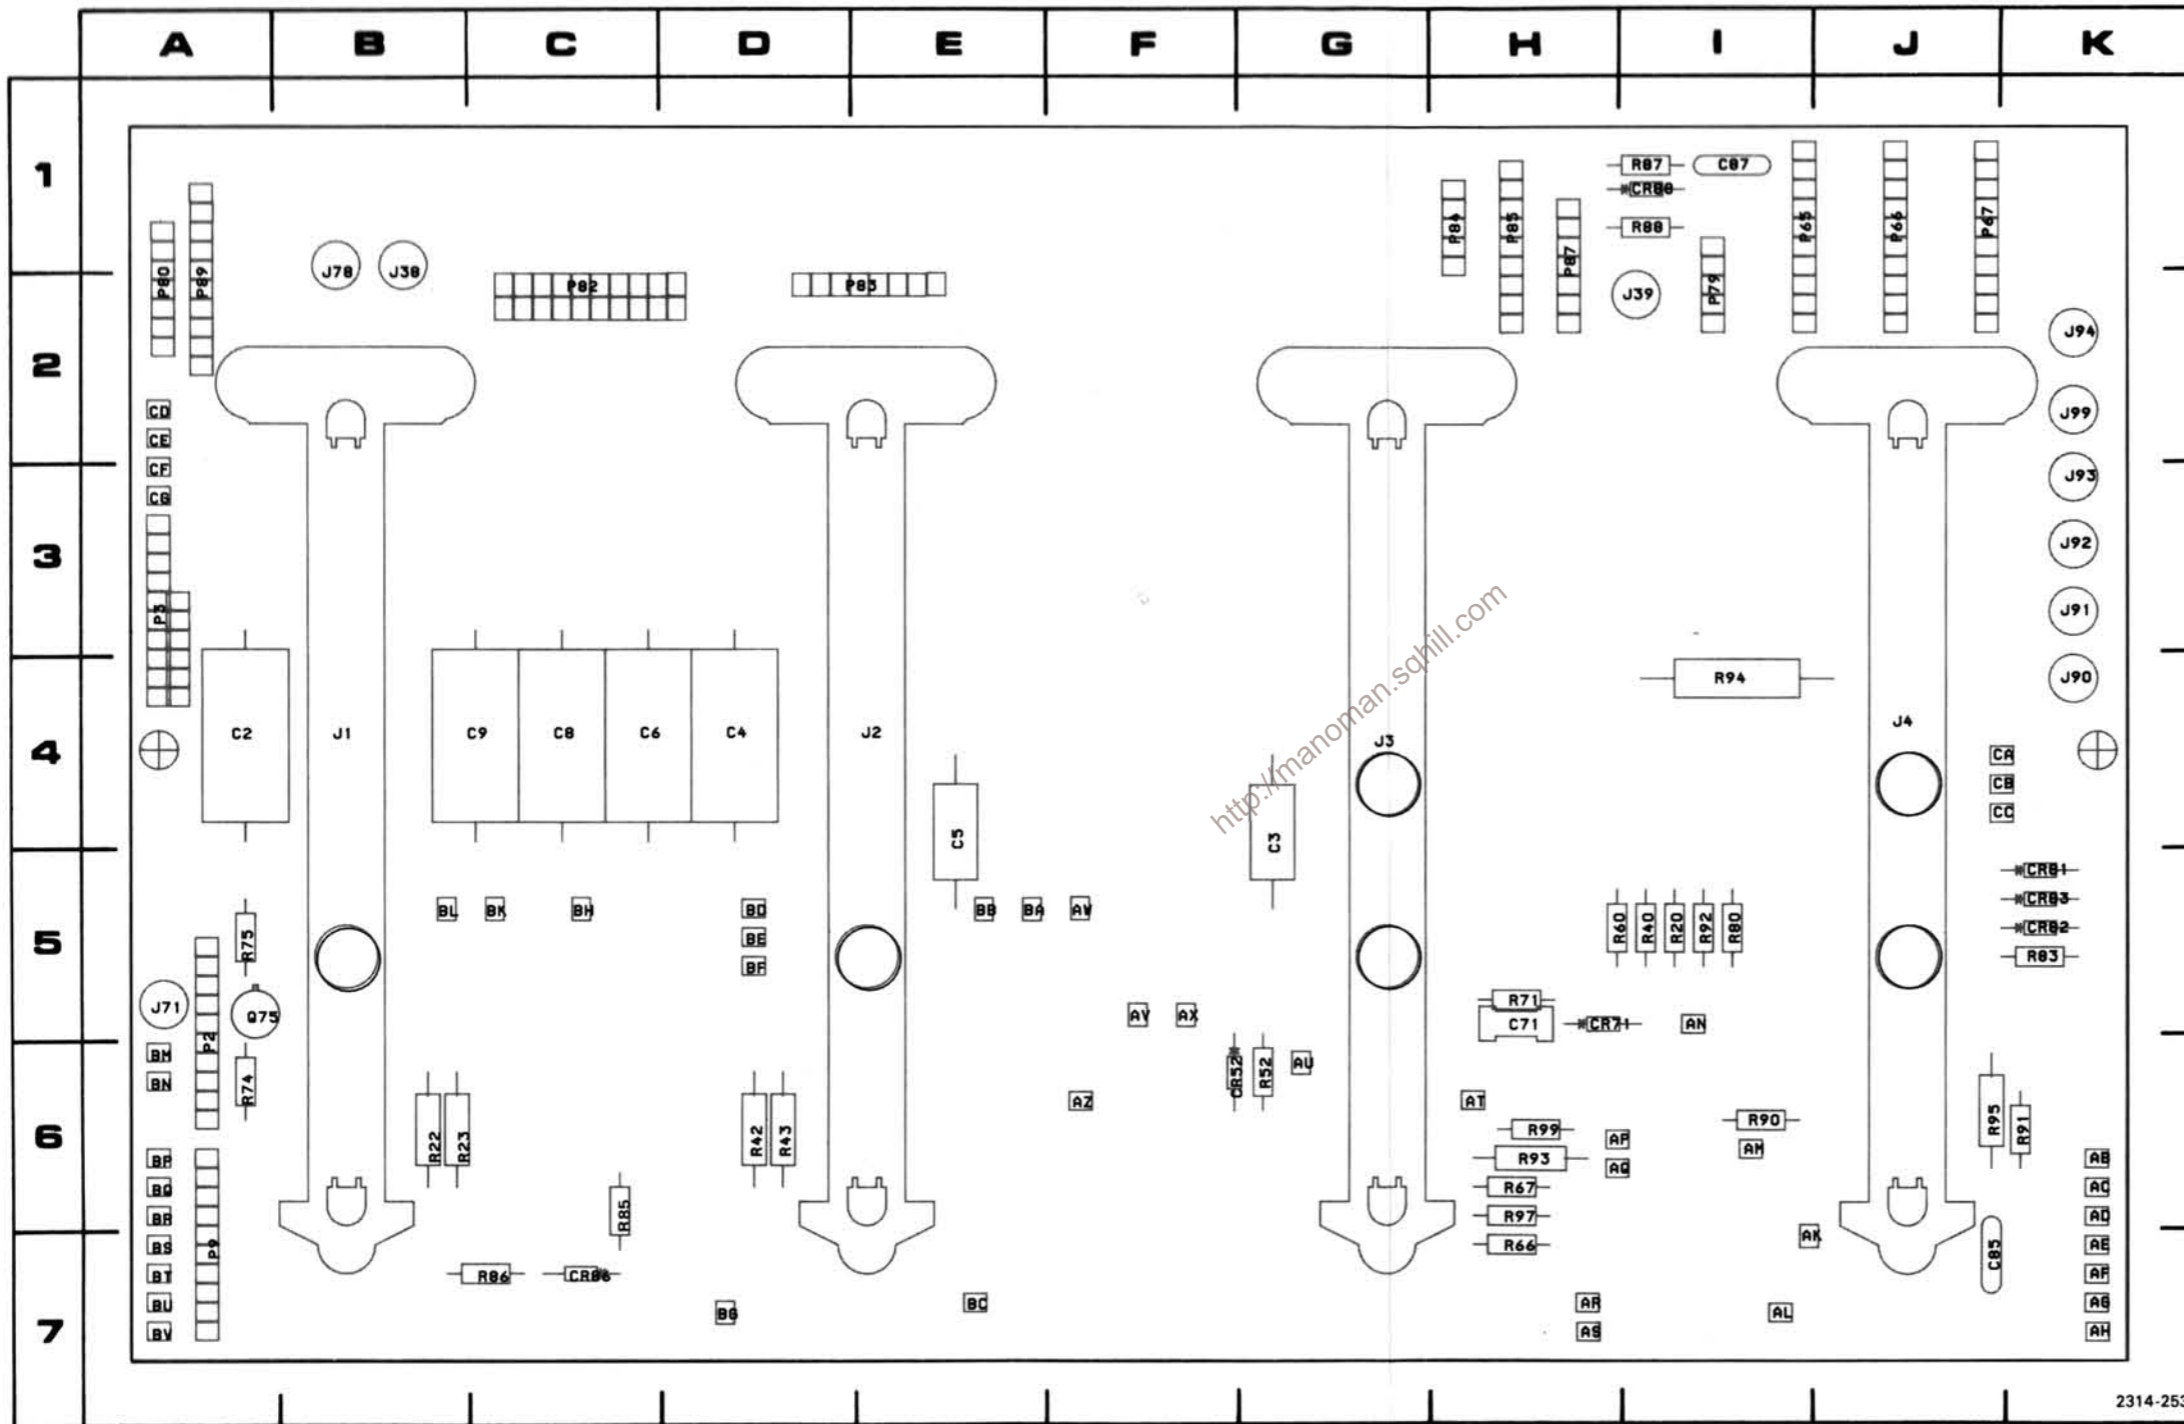 A B C D E F G H I J K
1
R87 C87
CR88
P84 P85 P65 P66 P67
R88
P87
J78 J38
P80 P89 P82 P83 J39 P79
J94
2
CD J99
CE
CF
CG J93
3
J92
P3 J91
http://manoman.sqhill.com
R94 J90
J4
C2 J1 C9 C8 C6 C4 J2 J3
4
CA
CB
CC
C5 C3
CR81
CR83
BL BK BH BD BB BA AW
R75 R60 R40 R20 R92 R80
CR82
5
BE
BF R83
J71 Q75 R71
AY AX C71 CR71 AN
P2
BM
BN R74 CR52 R52 AU
AZ AT
R90 R95 R91
6
R22 R23 R42 R43 R99 AP
AM
BP R93 AQ AB
BQ R67 AC
BR R85 R97 AD
AK
BS P9 R66 C85 AE
BT R86 CR86 AF
BU BC AR AG
BG AL
7
BV AS AH
2314-253